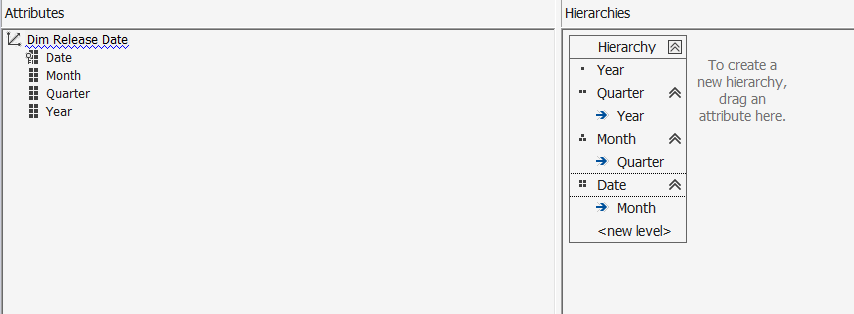 Attributes
Dim Release Date
Date
Month
Quarter
Year
Hierarchies
Hierarchy
Year
Quarter
Year
Month
Quarter
Date
Month
<new level>
To create a
new hierarchy,
drag an
attribute here.